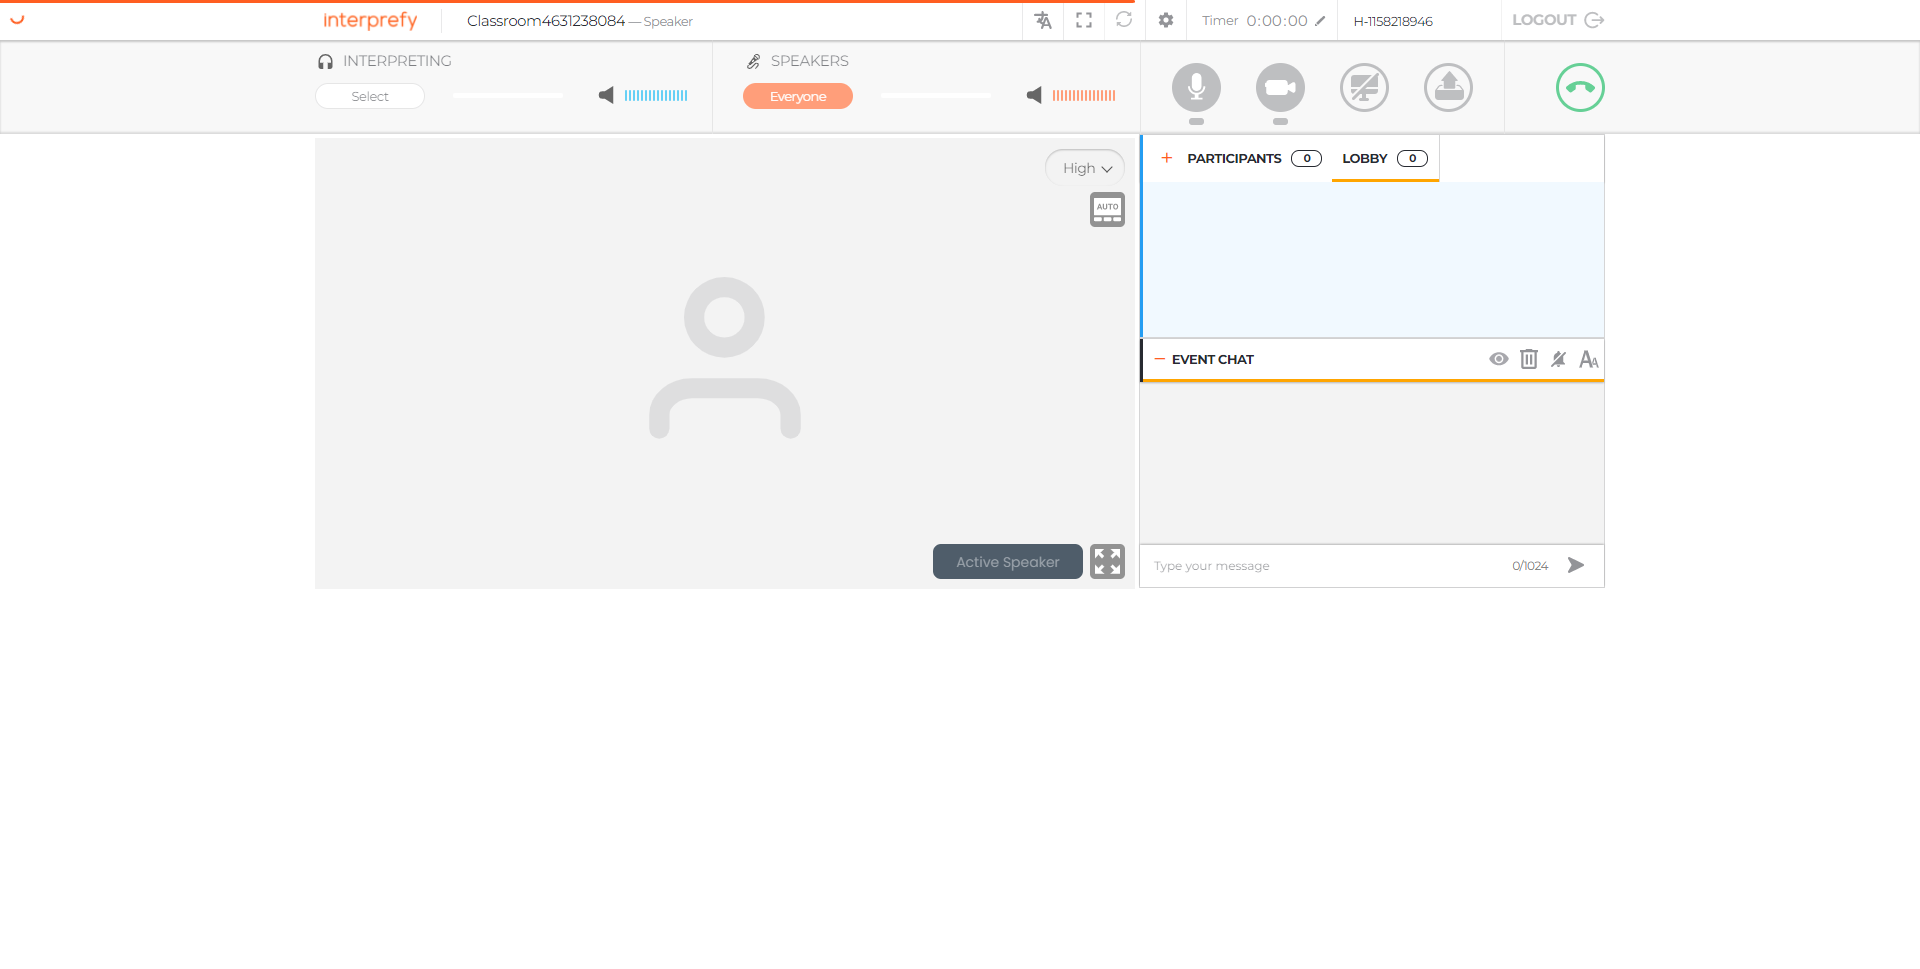 interprefy
Classroom4631238084 — Speaker
Timer 0:00:00
H-1158218946
LOGOUT
INTERPRETING
SPEAKERS
Select
Everyone
High
AUTO
PARTICIPANTS 0
LOBBY 0
EVENT CHAT
Active Speaker
Type your message
0/1024